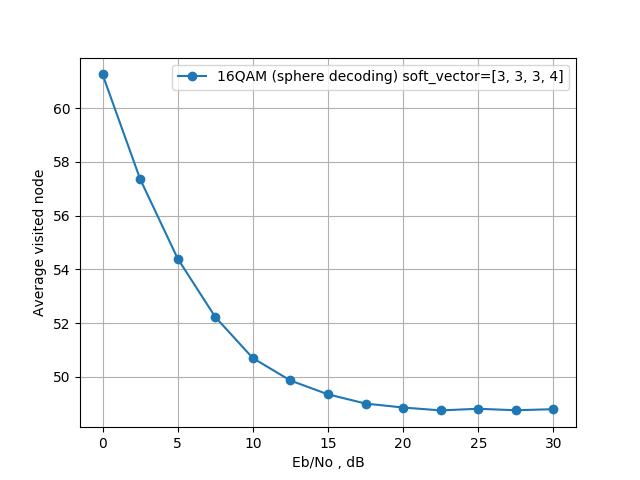 16QAM (sphere decoding) soft_vector=[3, 3, 3, 4]
60
58
56
54
52
50
Average visited node
0 5 10 15 20 25 30
Eb/No , dB